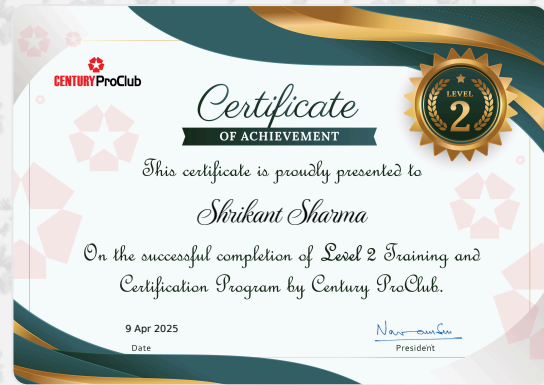 CENTURY ProClub
LEVEL
2
Certificate
OF ACHIEVEMENT
This certificate is proudly presented to
Shrikant Sharma
On the successful completion of Level 2 Training and
Certification Program by Century ProClub.
9 Apr 2025
Date
President